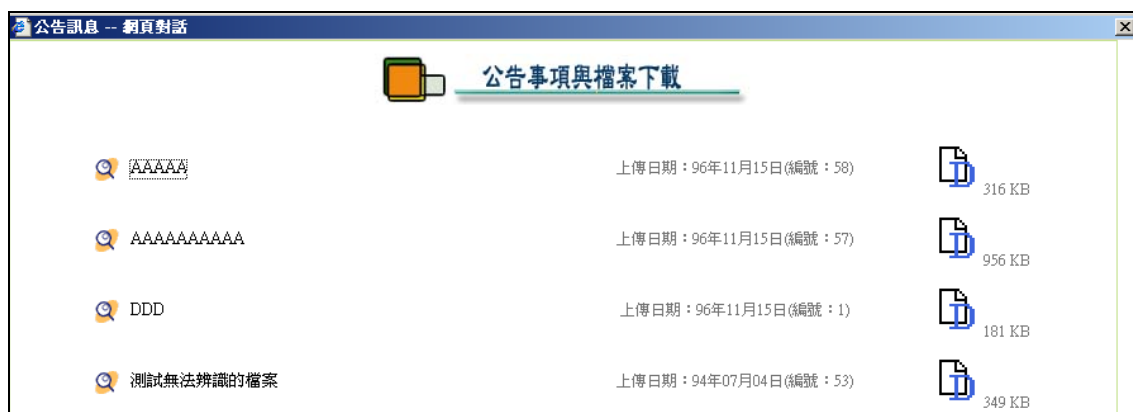 公告訊息 -- 網頁對話
公告事項與檔案下載
AAAAA 上傳日期：96年11月15日(編號：58) 316 KB
AAAAAAAAAA 上傳日期：96年11月15日(編號：57) 956 KB
DDD 上傳日期：96年11月15日(編號：1) 181 KB
測試無法辨識的檔案 上傳日期：94年07月04日(編號：53) 349 KB